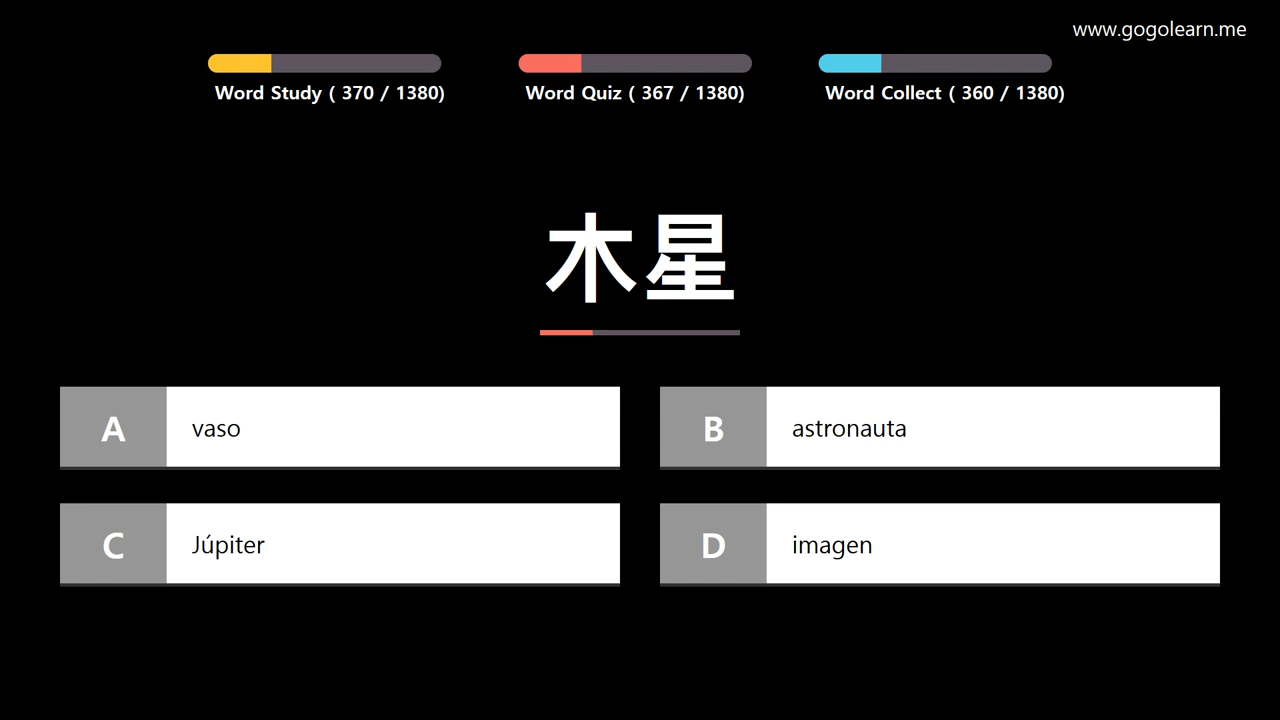 www.gogolearn.me
Word Study ( 370 / 1380)
Word Quiz ( 367 / 1380)
Word Collect ( 360 / 1380)
木星
A vaso
B astronauta
C Júpiter
D imagen